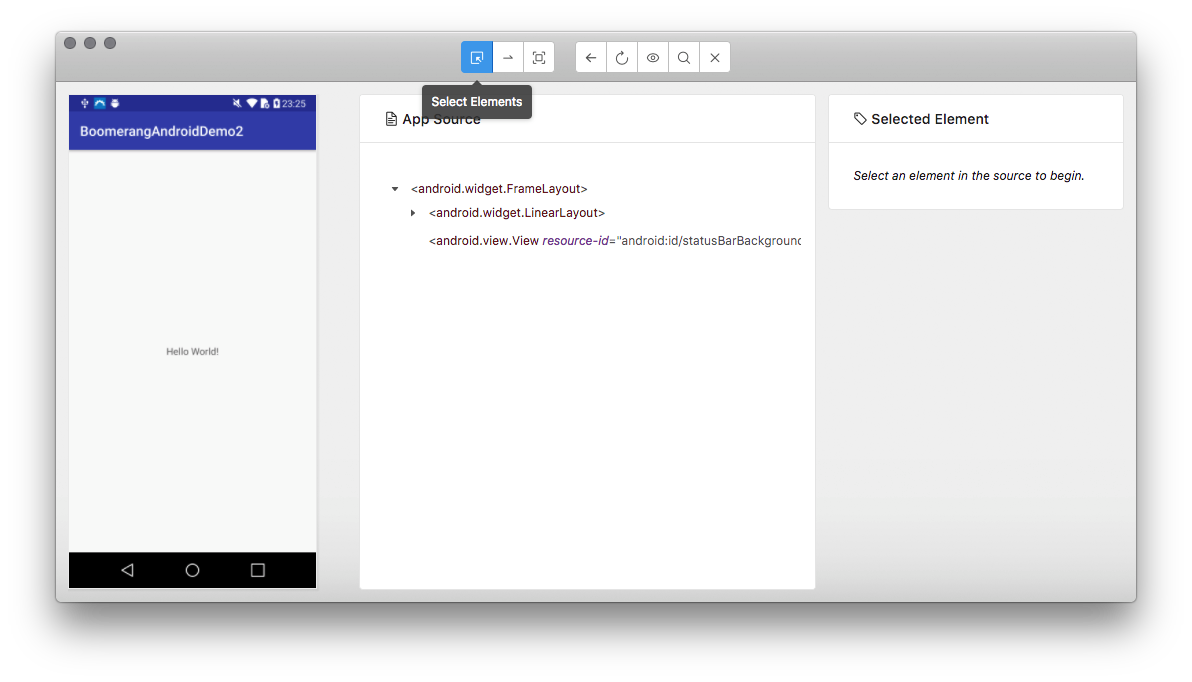 Select Elements
23:25
BoomerangAndroidDemo2
Hello World!
App Source
<android.widget.FrameLayout>
<android.widget.LinearLayout>
<android.view.View resource-id="android:id/statusBarBackground
Selected Element
Select an element in the source to begin.